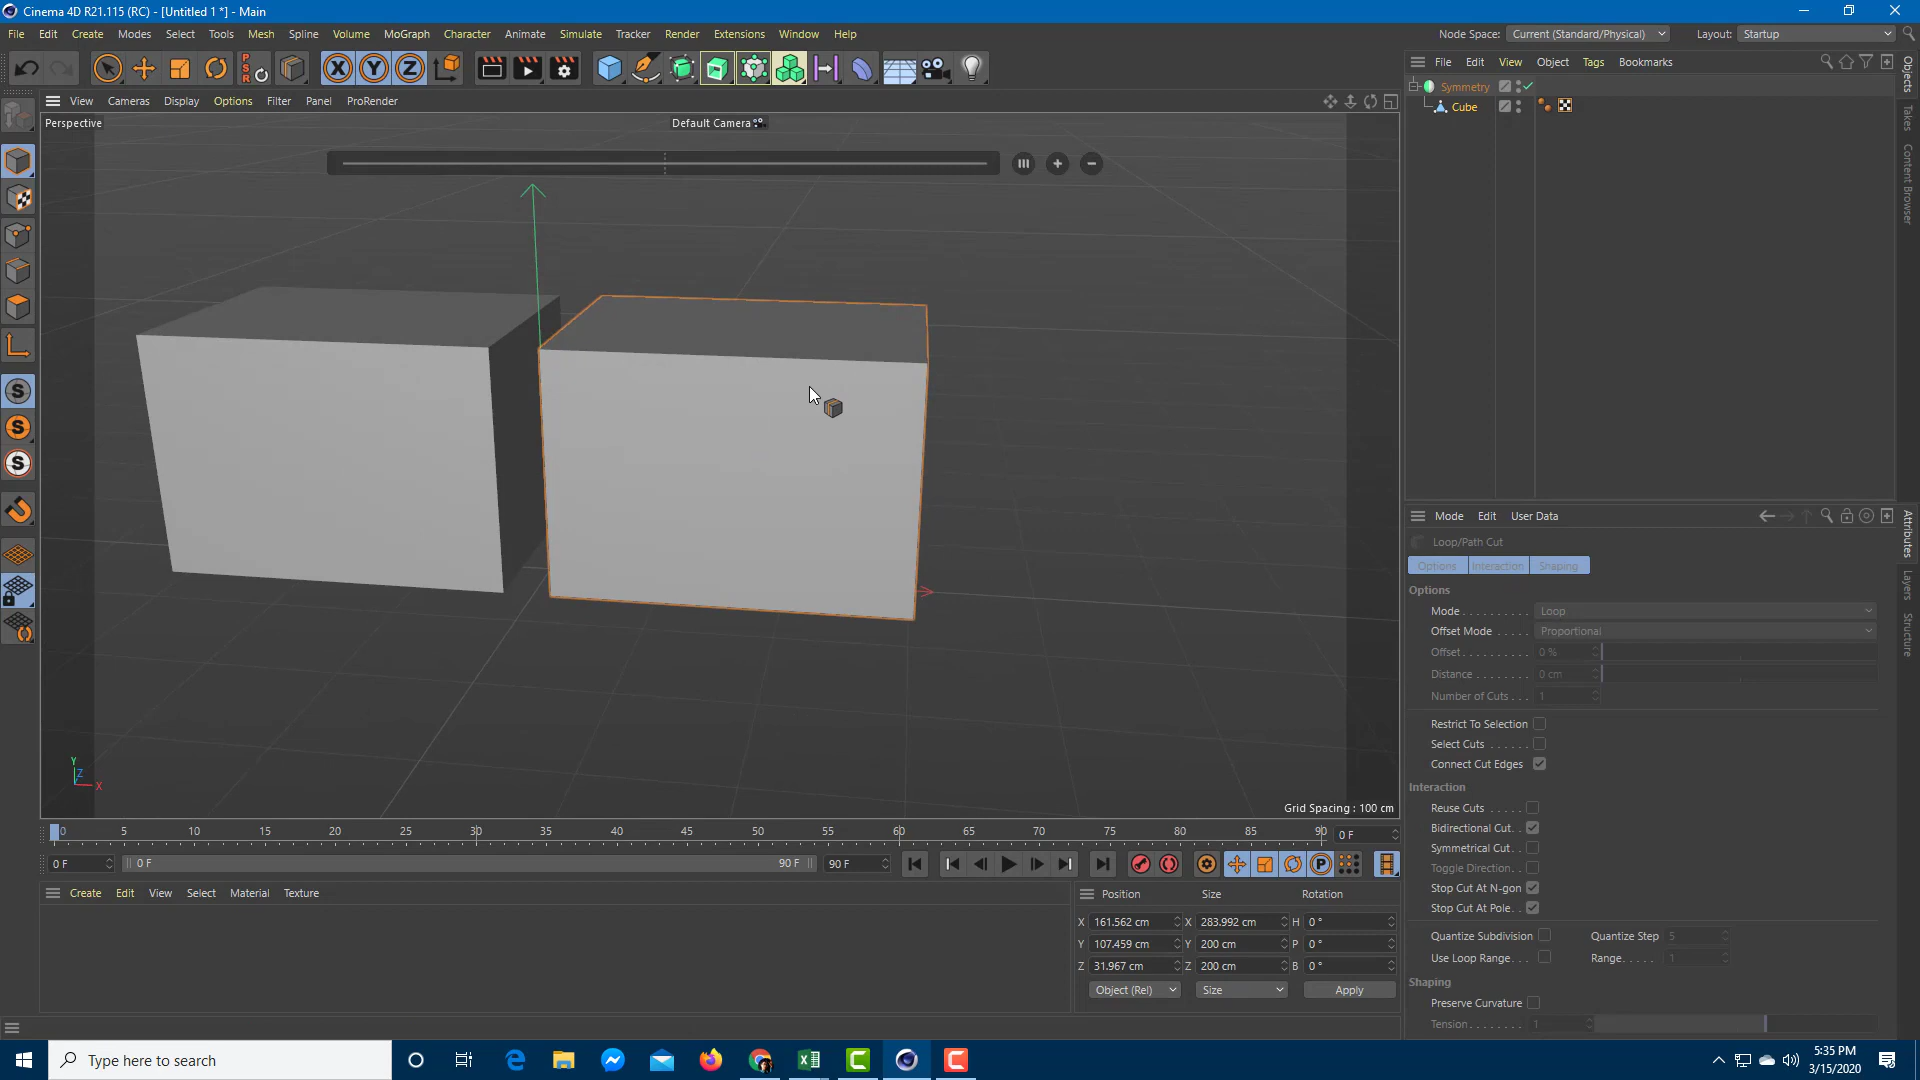 Cinema 4D R21.115 (RC) - [Untitled 1 *] - Main
File Edit Create Modes Select Tools Mesh Spline Volume MoGraph Character Animate Simulate Tracker Render Extensions Window Help
Node Space: Current (Standard/Physical) Layout: Startup
File Edit View Object Tags Bookmarks
View Cameras Display Options Filter Panel ProRender
Perspective
Default Camera
Symmetry
Cube
Objects
Takes
Content Browser
Mode Edit User Data
Loop/Path Cut
Options Interaction Shaping
Options
Mode Loop
Offset Mode Proportional
Offset 0 %
Distance 0 cm
Number of Cuts 1
Restrict To Selection
Select Cuts
Connect Cut Edges
Interaction
Reuse Cuts
Bidirectional Cut
Symmetrical Cut
Toggle Direction
Stop Cut At N-gon
Stop Cut At Pole
Quantize Subdivision Quantize Step 5
Use Loop Range Range 1
Shaping
Preserve Curvature
Tension 1
Attributes
Layers
Structure
Y
Z
X
Grid Spacing : 100 cm
0 5 10 15 20 25 30 35 40 45 50 55 60 65 70 75 80 85 90 0 F
0 F 0 F 90 F 90 F
Create Edit View Select Material Texture
Position Size Rotation
X 161.562 cm X 283.992 cm H 0 °
Y 107.459 cm Y 200 cm P 0 °
Z 31.967 cm Z 200 cm B 0 °
Object (Rel) Size Apply
Type here to search
5:35 PM
3/15/2020